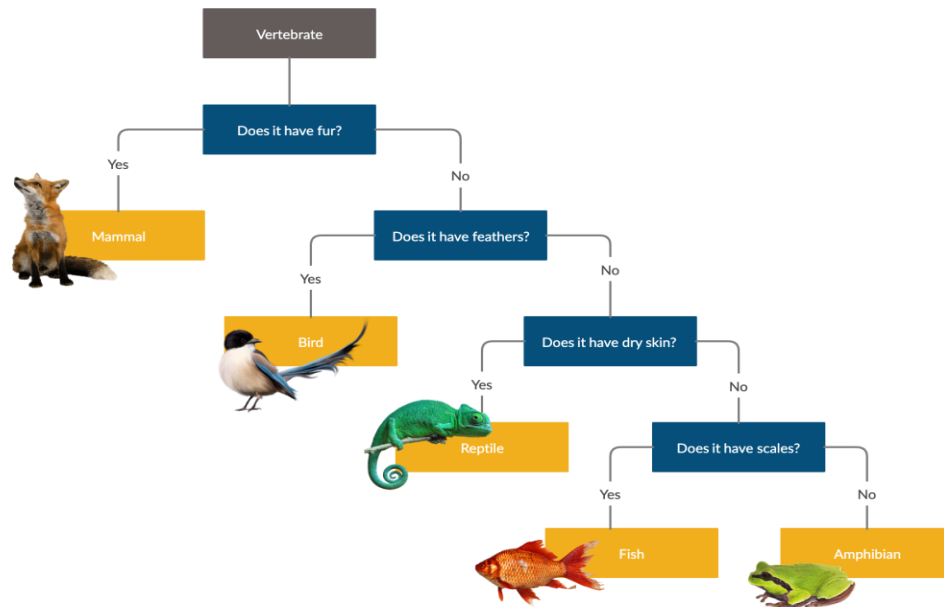 Vertebrate
Does it have fur?
Yes
No
Mammal
Does it have feathers?
Yes
No
Bird
Does it have dry skin?
Yes
No
Reptile
Does it have scales?
Yes
No
Fish
Amphibian